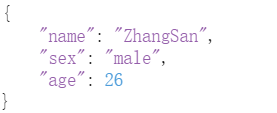 {
    "name": "ZhangSan",
    "sex": "male",
    "age": 26
}